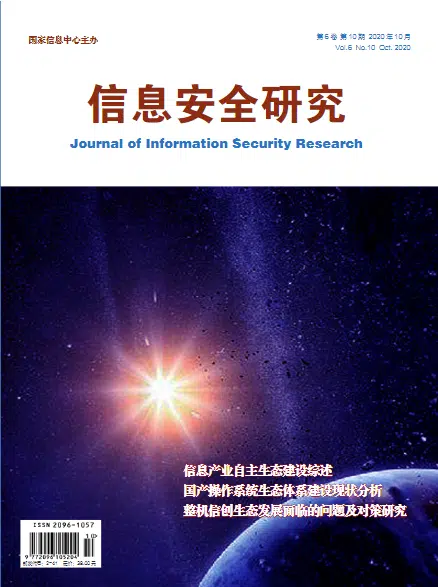 国家信息中心主办
第6卷 第10期 2020年10月
Vol.6 No.10 Oct. 2020
信息安全研究
Journal of Information Security Research
信息产业自主生态建设综述
国产操作系统生态体系建设现状分析
整机信创生态发展面临的问题及对策研究
ISSN 2096-1057
10
9 772096 105204